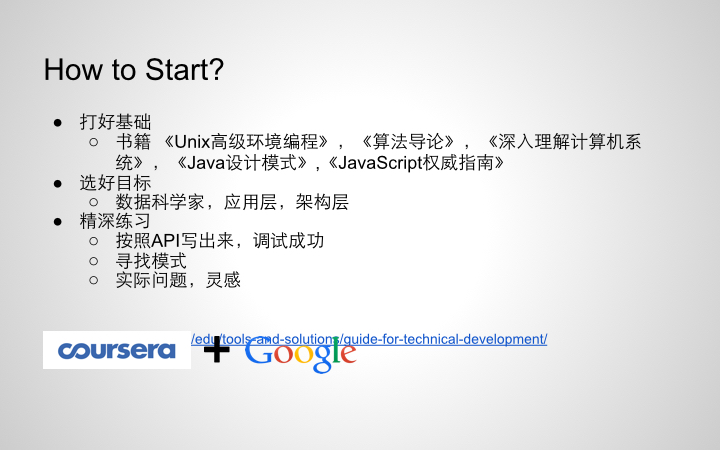 How to Start?
● 打好基础
○ 书籍 《Unix高级环境编程》，《算法导论》，《深入理解计算机系
统》，《Java设计模式》,《JavaScript权威指南》
● 选好目标
○ 数据科学家，应用层，架构层
● 精深练习
○ 按照API写出来，调试成功
○ 寻找模式
○ 实际问题，灵感
/edu/tools-and-solutions/guide-for-technical-development/
coursera + Google